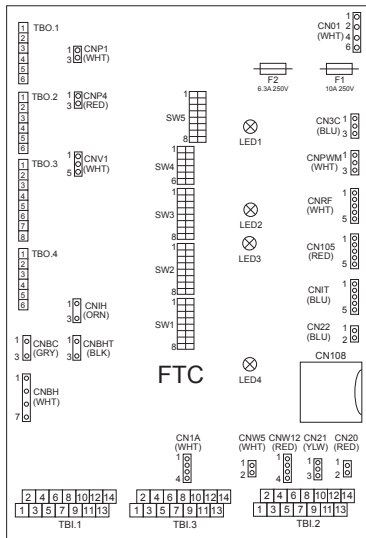 TBO.1
1
2
3
4
5
6
CNP1
(WHT)
1
3
CN01
(WHT)
1
2
4
6
F2
6.3A 250V
F1
10A 250V
TBO.2
1
2
3
4
5
6
CNP4
(RED)
1
3
SW5
1
8
LED1
CN3C
(BLU)
1
3
TBO.3
1
2
3
4
5
6
7
8
CNV1
(WHT)
1
5
SW4
1
6
CNPWM
(WHT)
1
3
SW3
1
8
LED2
CNRF
(WHT)
1
5
TBO.4
1
2
3
4
5
6
SW2
1
8
LED3
CN105
(RED)
1
5
CNIT
(BLU)
1
5
CNIH
(ORN)
1
3
SW1
1
8
CN22
(BLU)
1
2
CNBC
(GRY)
1
3
CNBHT
(BLK)
1
3
FTC
LED4
CN108
CNBH
(WHT)
1
7
CN1A
(WHT)
1
4
CNW5
(WHT)
1
2
CNW12
(RED)
1
4
CN21
(YLW)
1
3
CN20
(RED)
1
2
2 4 6 8 10 12 14
1 3 5 7 9 11 13
TBI.1
2 4 6 8 10 12 14
1 3 5 7 9 11 13
TBI.3
2 4 6 8 10 12 14
1 3 5 7 9 11 13
TBI.2